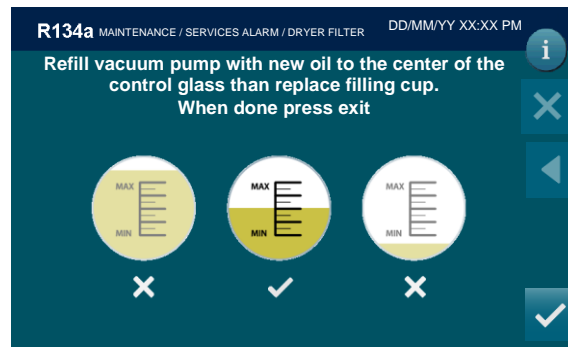 R134a MAINTENANCE / SERVICES ALARM / DRYER FILTER DD/MM/YY XX:XX PM
i
Refill vacuum pump with new oil to the center of the
control glass than replace filling cup.
When done press exit
MAX MAX MAX
MIN MIN MIN